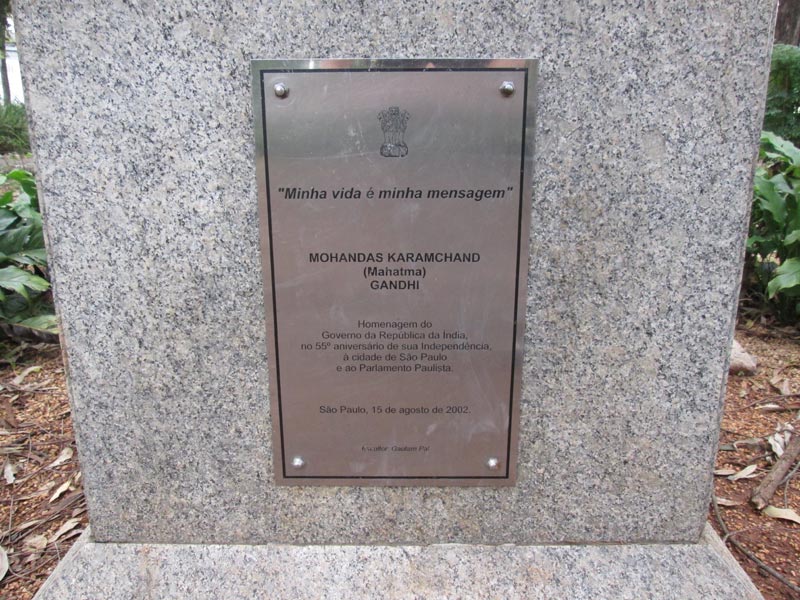 "Minha vida é minha mensagem"
MOHANDAS KARAMCHAND
(Mahatma)
GANDHI
Homenagem do
Governo da República da Índia,
no 55º aniversário de sua Independência,
à cidade de São Paulo
e ao Parlamento Paulista.
São Paulo, 15 de agosto de 2002.
Escultor: Gautam Pal